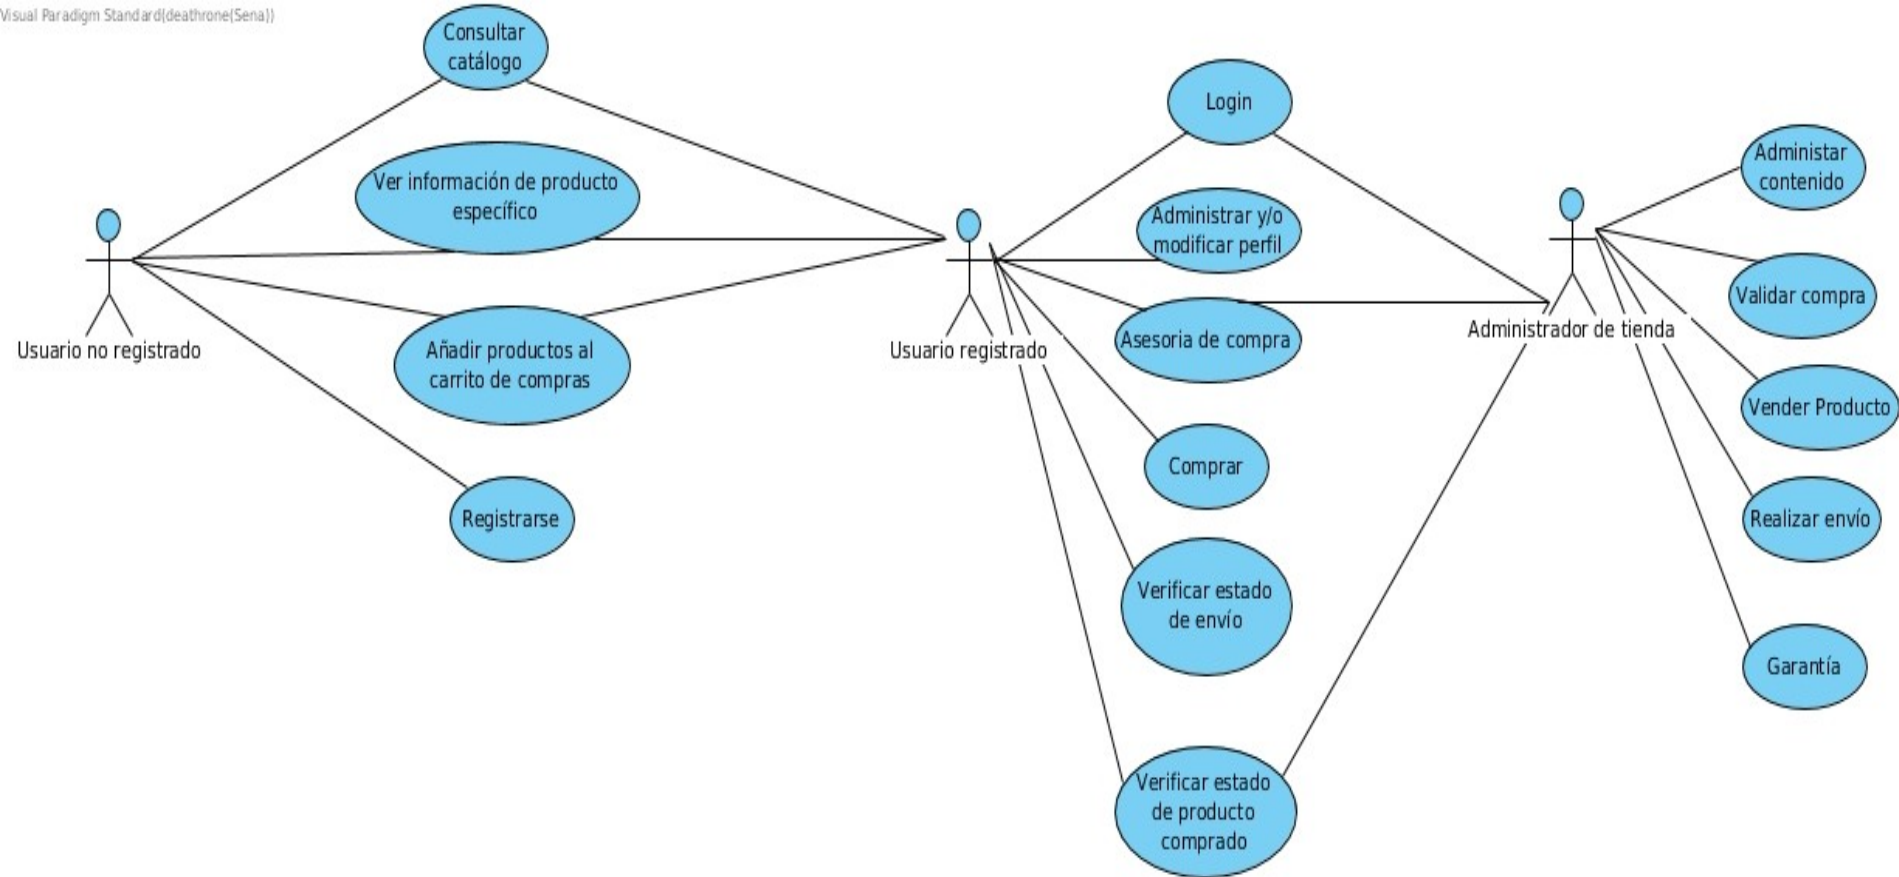 Visual Paradigm Standard(deathrone(Sena))
Consultar
catálogo
Ver información de producto
específico
Añadir productos al
carrito de compras
Registrarse
Usuario no registrado
Usuario registrado
Login
Administrar y/o
modificar perfil
Asesoria de compra
Comprar
Verificar estado
de envío
Verificar estado
de producto
comprado
Administrador de tienda
Administar
contenido
Validar compra
Vender Producto
Realizar envío
Garantía